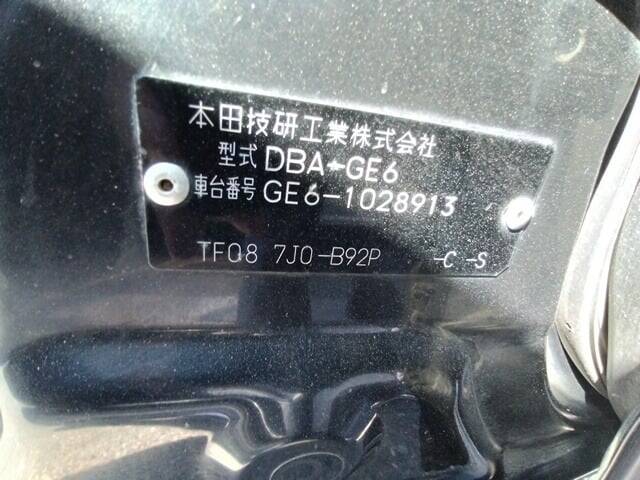 本田技研工業株式会社
型式 DBA-GE6
車台番号 GE6-1028913
TF08 7J0-B92P -C -S